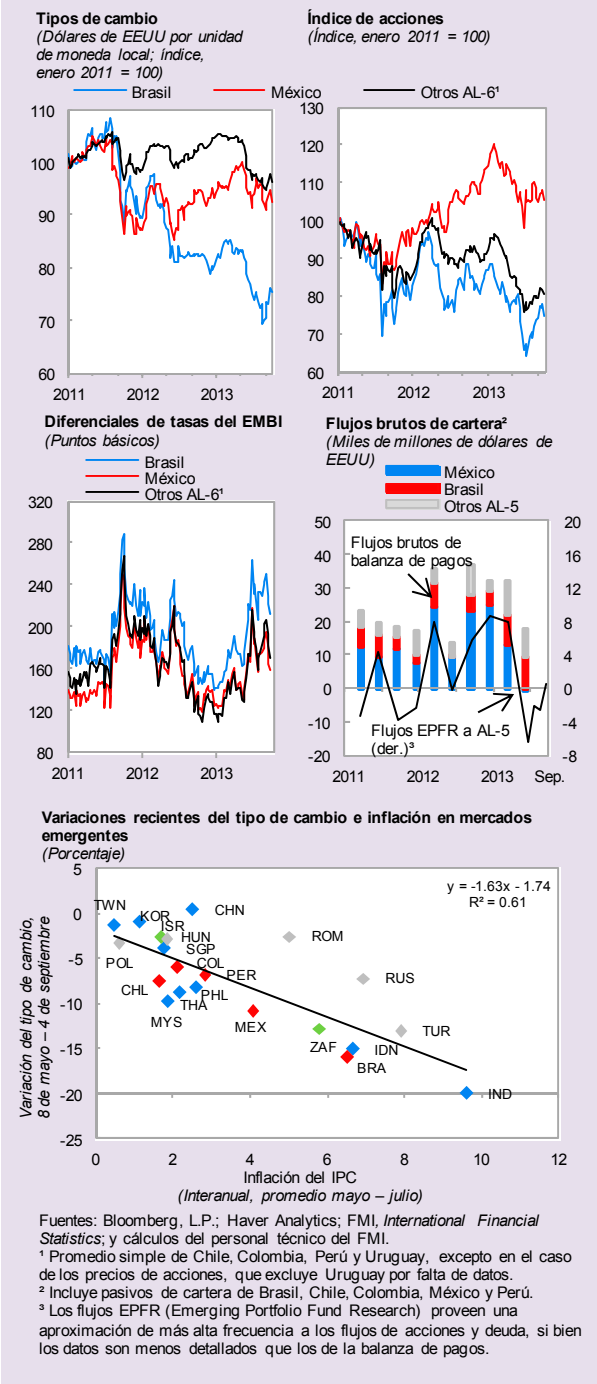 Tipos de cambio
(Dólares de EEUU por unidad
de moneda local; índice,
enero 2011 = 100)
Índice de acciones
(Índice, enero 2011 = 100)
Brasil
México
Otros AL-6¹
110
100
90
80
70
60
2011
2012
2013
130
120
110
100
90
80
70
60
2011
2012
2013
Diferenciales de tasas del EMBI
(Puntos básicos)
Brasil
México
Otros AL-6¹
320
280
240
200
160
120
80
2011
2012
2013
Flujos brutos de cartera²
(Miles de millones de dólares de
EEUU)
México
Brasil
Otros AL-5
50
40
30
20
10
0
-10
-20
20
16
12
8
4
0
-4
-8
Flujos brutos de
balanza de pagos
Flujos EPFR a AL-5
(der.)³
2011
2012
2013
Sep.
Variaciones recientes del tipo de cambio e inflación en mercados
emergentes
(Porcentaje)
5
0
-5
-10
-15
-20
-25
Variación del tipo de cambio,
8 de mayo – 4 de septiembre
y = -1.63x - 1.74
R² = 0.61
TWN
KOR
ISR
CHN
HUN
ROM
POL
SGP
COL
PER
RUS
CHL
PHL
THA
MYS
MEX
TUR
ZAF
IDN
BRA
IND
0
2
4
6
8
10
12
Inflación del IPC
(Interanual, promedio mayo – julio)
Fuentes: Bloomberg, L.P.; Haver Analytics; FMI, International Financial
Statistics; y cálculos del personal técnico del FMI.
¹ Promedio simple de Chile, Colombia, Perú y Uruguay, excepto en el caso
de los precios de acciones, que excluye Uruguay por falta de datos.
² Incluye pasivos de cartera de Brasil, Chile, Colombia, México y Perú.
³ Los flujos EPFR (Emerging Portfolio Fund Research) proveen una
aproximación de más alta frecuencia a los flujos de acciones y deuda, si bien
los datos son menos detallados que los de la balanza de pagos.